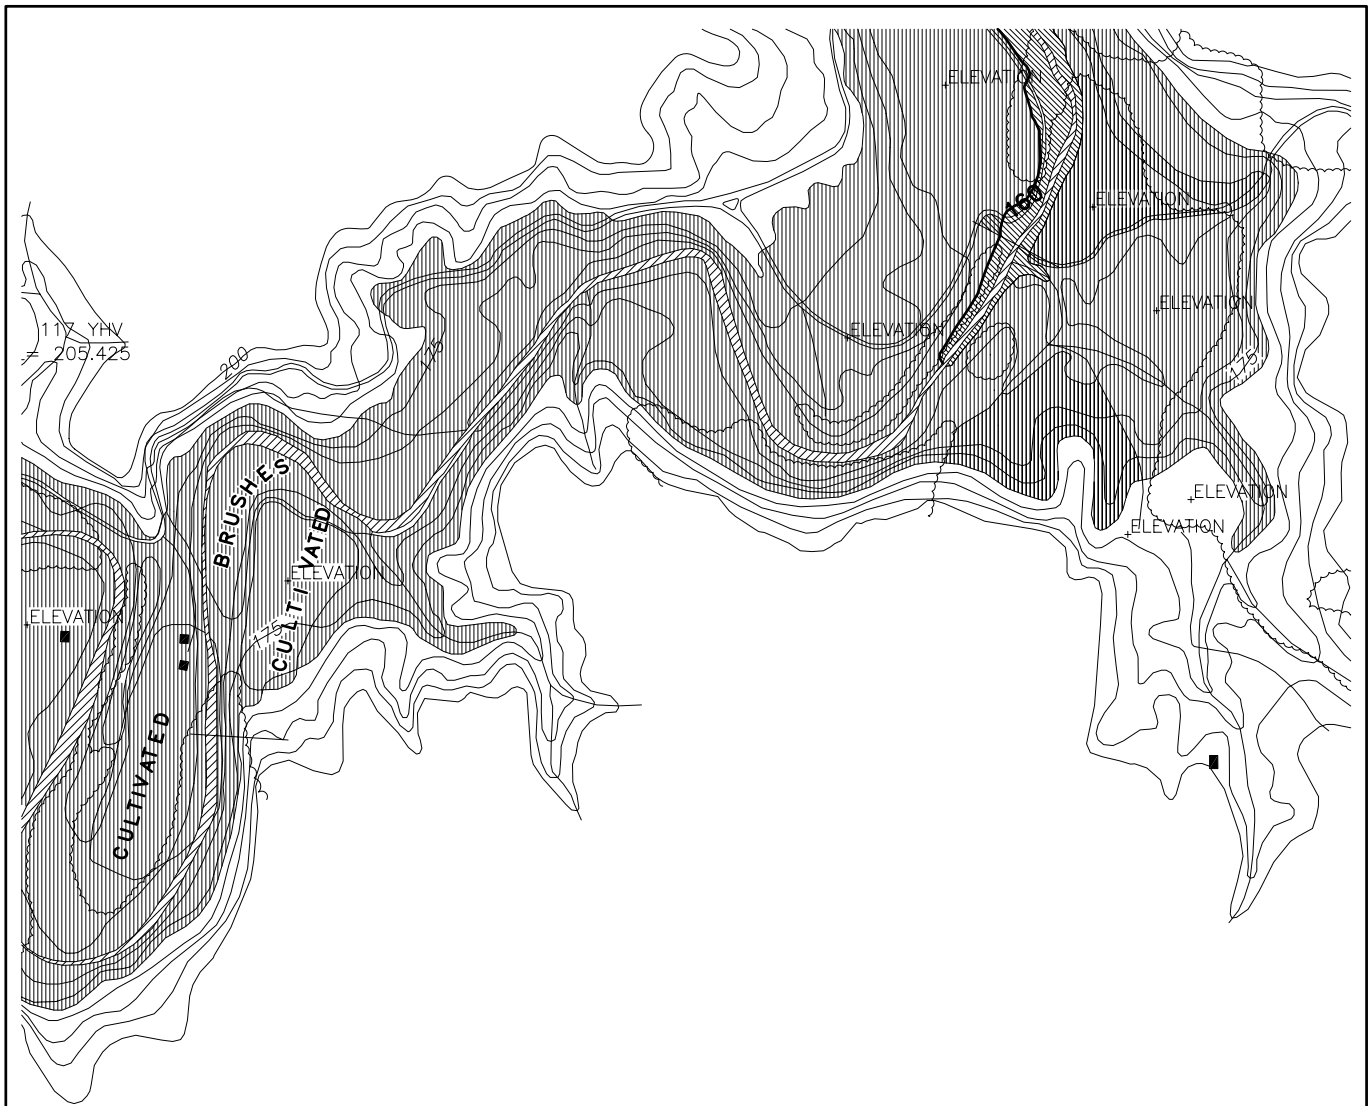 ELEVATION
160
ELEVATION
ELEVATION
ELEVATION
117 YHV
= 205.425
200
175
175
BRUSHES
ELEVATION
ELEVATION
CULTIVATED
ELEVATION
ELEVATION
175
CULTIVATED